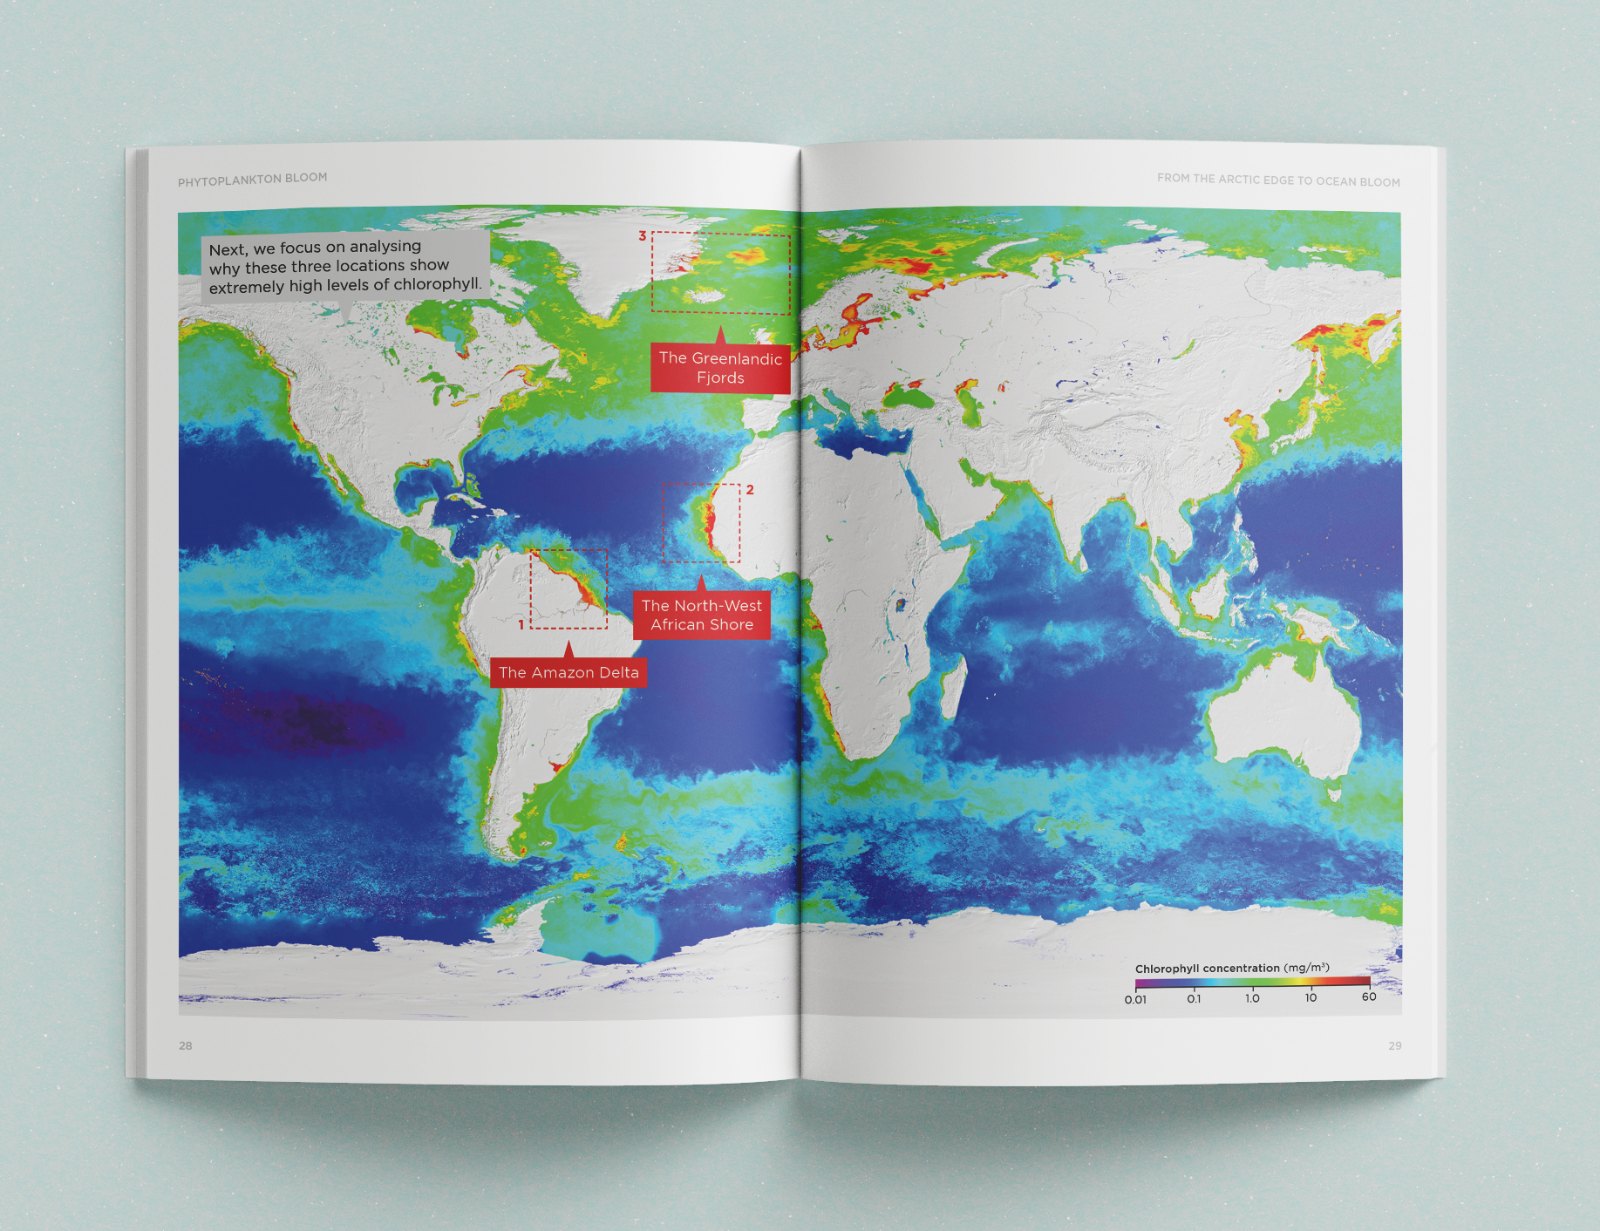 PHYTOPLANKTON BLOOM
FROM THE ARCTIC EDGE TO OCEAN BLOOM
Next, we focus on analysing
why these three locations show
extremely high levels of chlorophyll.
3
The Greenlandic
Fjords
2
The North-West
African Shore
1
The Amazon Delta
Chlorophyll concentration (mg/m³)
0.01 0.1 1.0 10 60
28
29